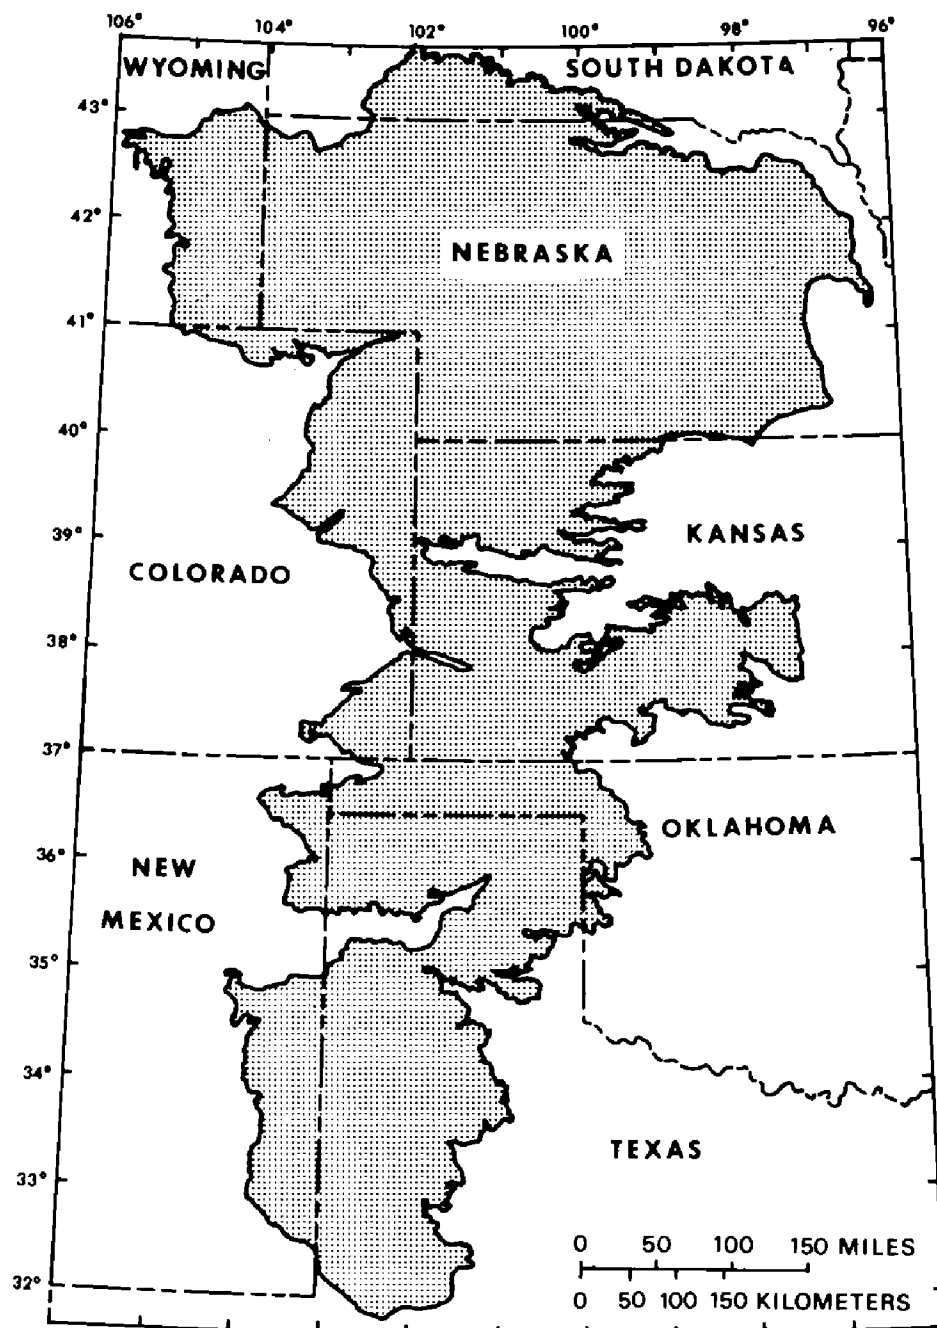 106° 104° 102° 100° 98° 96°
WYOMING
SOUTH DAKOTA
43°
42°
NEBRASKA
41°
40°
39°
KANSAS
COLORADO
38°
37°
OKLAHOMA
36°
NEW
MEXICO
35°
34°
TEXAS
33°
0 50 100 150 MILES
32°
0 50 100 150 KILOMETERS